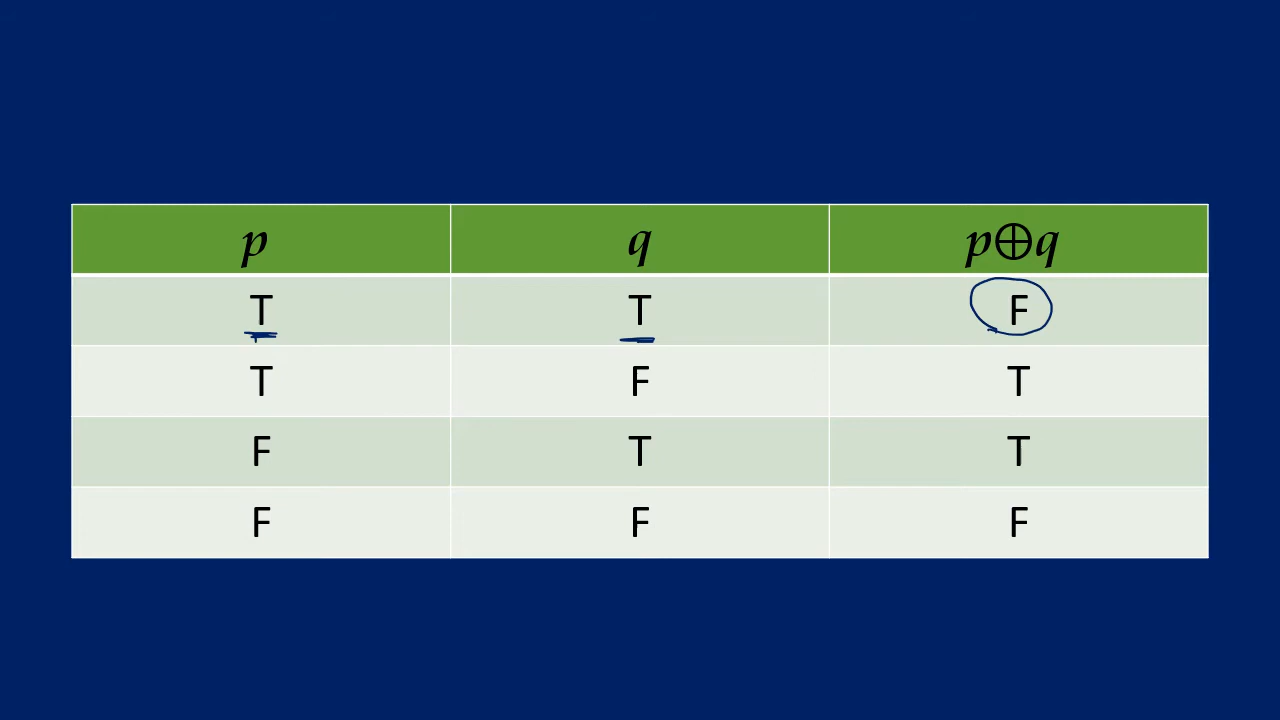 p q p⊕q
T T F
T F T
F T T
F F F